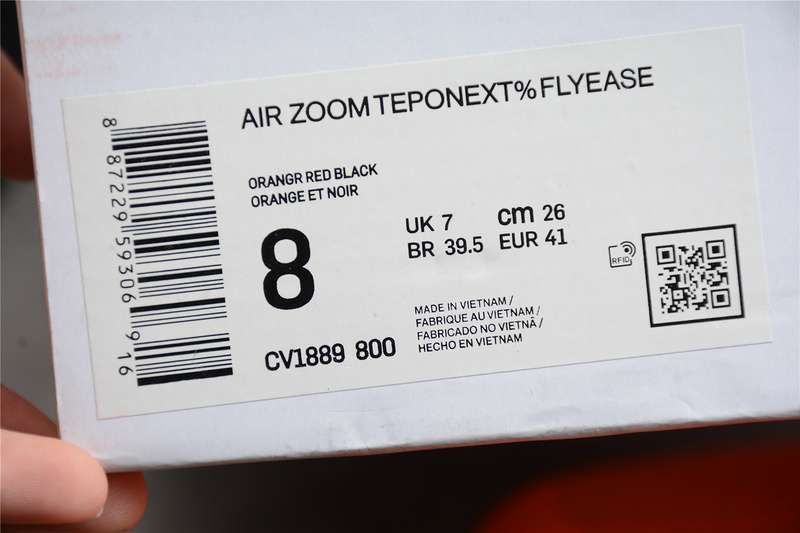 AIR ZOOM TEPONEXT% FLYEASE
ORANGR RED BLACK
ORANGE ET NOIR
8
UK 7 cm 26
BR 39.5 EUR 41
MADE IN VIETNAM /
FABRIQUE AU VIETNAM /
FABRICADO NO VIETNÃ /
HECHO EN VIETNAM
CV1889 800
RFID
8 87229 59306 916